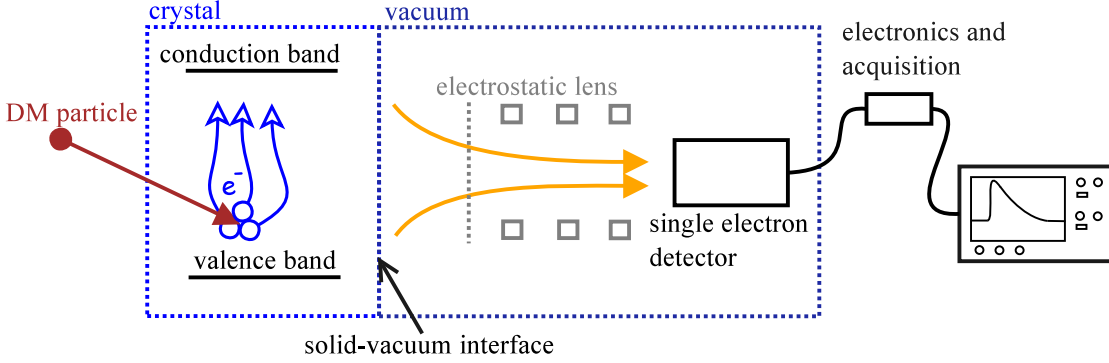 crystal
vacuum
conduction band
DM particle
e-
valence band
electrostatic lens
single electron
detector
electronics and
acquisition
solid-vacuum interface